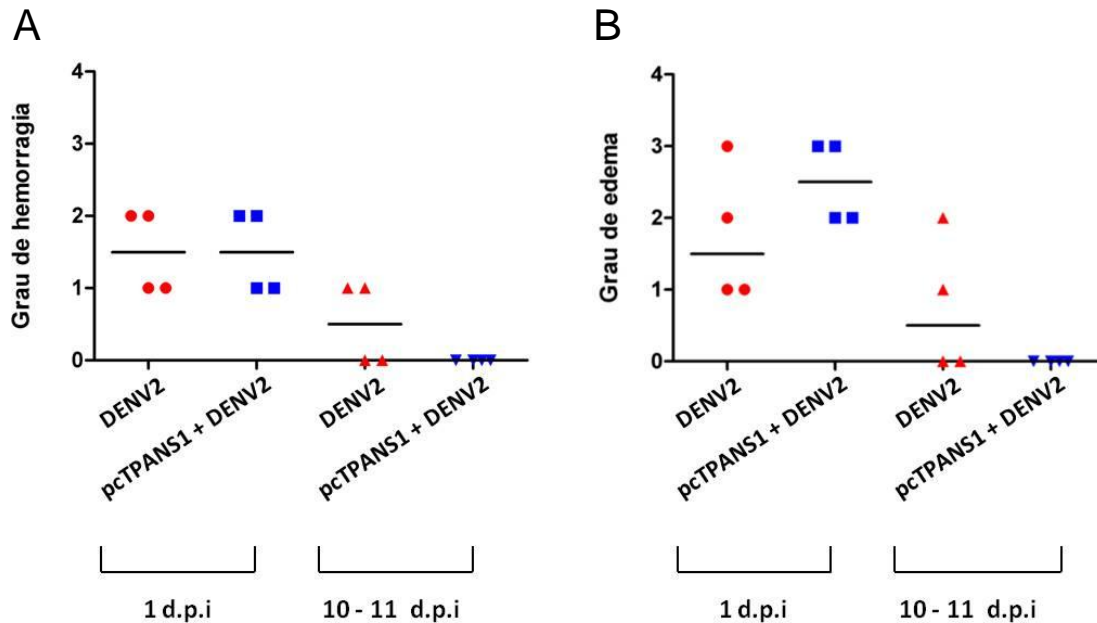 A
Grau de hemorragia
4
3
2
1
0
DENV2
pcTPANS1 + DENV2
DENV2
pcTPANS1 + DENV2
1 d.p.i
10 - 11 d.p.i
B
Grau de edema
4
3
2
1
0
DENV2
pcTPANS1 + DENV2
DENV2
pcTPANS1 + DENV2
1 d.p.i
10 - 11 d.p.i